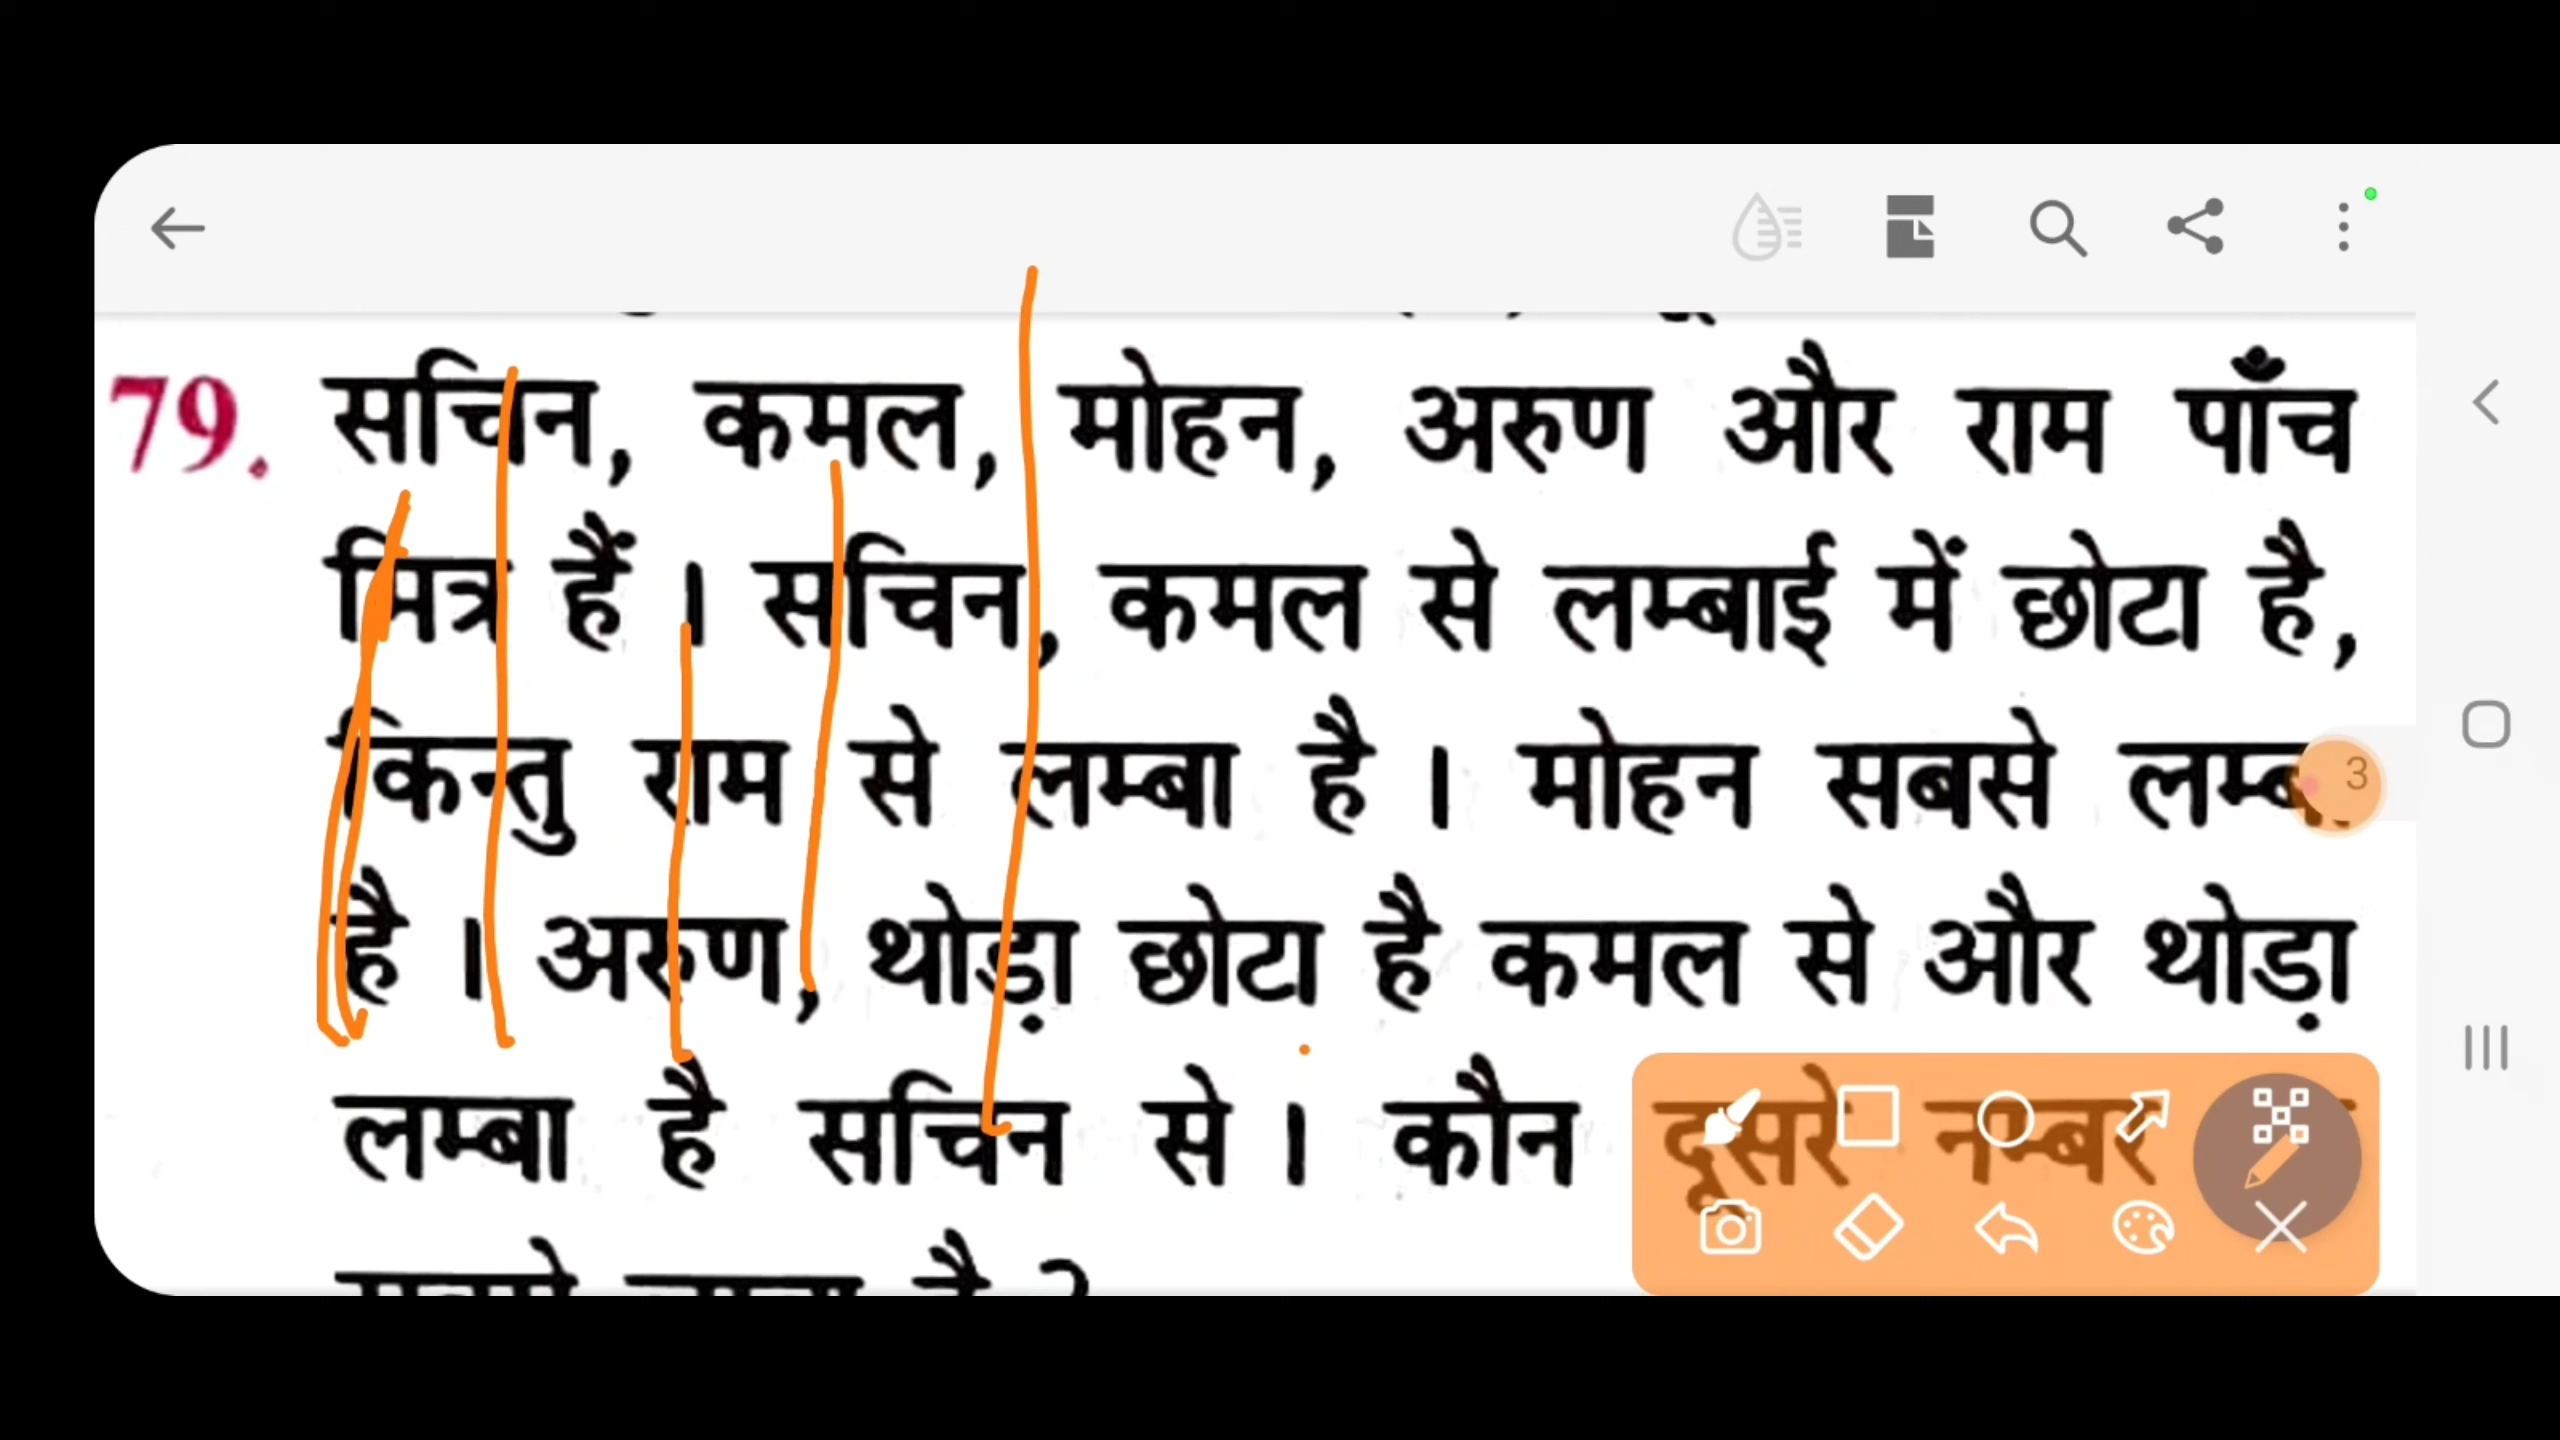 79. सचिन, कमल, मोहन, अरुण और राम पाँच
मित्र हैं । सचिन, कमल से लम्बाई में छोटा है,
किन्तु राम से लम्बा है । मोहन सबसे
3
है । अरुण, थोड़ा छोटा है कमल से और थोड़ा
लम्बा है सचिन से । कौन दूसरे नम्बर